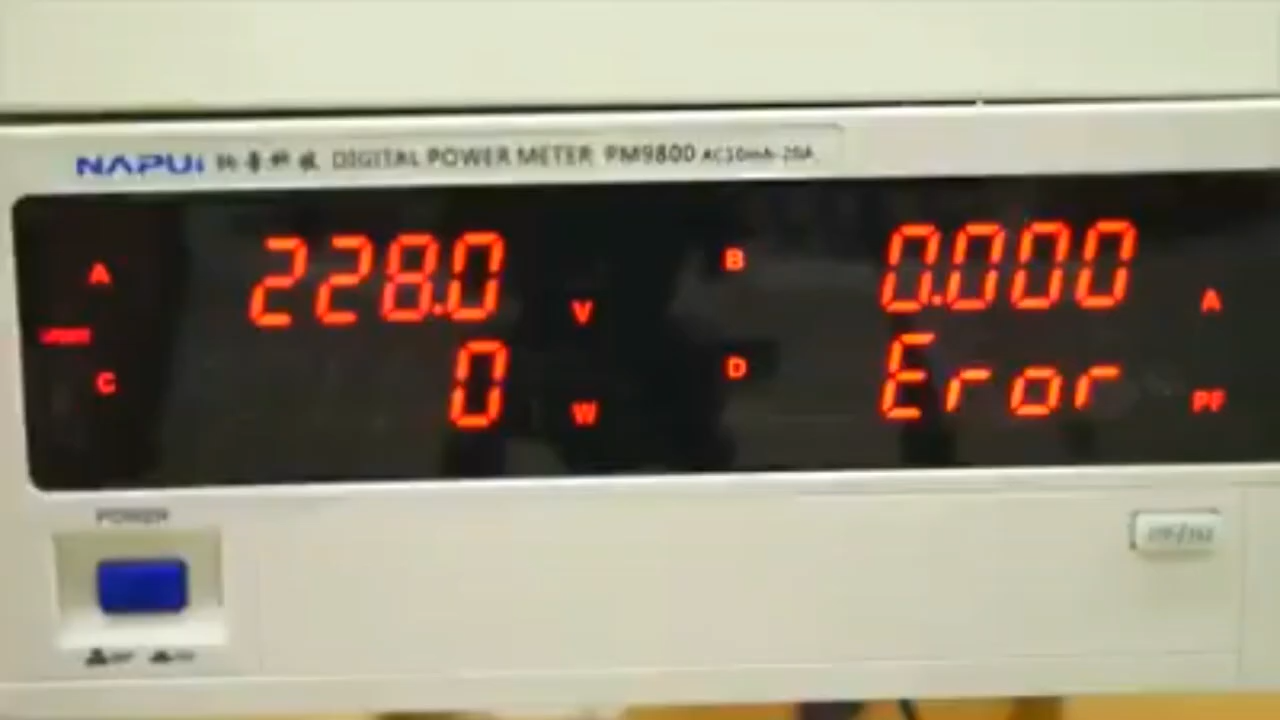 NAPUi DIGITAL POWER METER PM9800 AC10mA-20A
A 228.0 V B 0.000 A
C 0 W D Eror PF
POWER